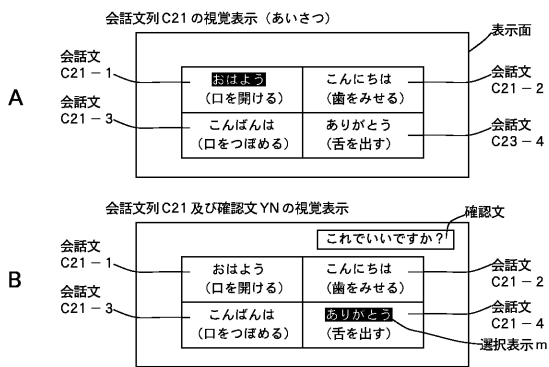 会話文列C21の視覚表示（あいさつ）
表示面
会話文
C21－1
おはよう
（口を開ける）
こんにちは
（歯をみせる）
会話文
C21－2
A
会話文
C21－3
こんばんは
（口をつぼめる）
ありがとう
（舌を出す）
会話文
C23－4
会話文列C21及び確認文YNの視覚表示
確認文
これでいいですか？
会話文
C21－1
おはよう
（口を開ける）
こんにちは
（歯をみせる）
会話文
C21－2
B
会話文
C21－3
こんばんは
（口をつぼめる）
ありがとう
（舌を出す）
会話文
C21－4
選択表示m